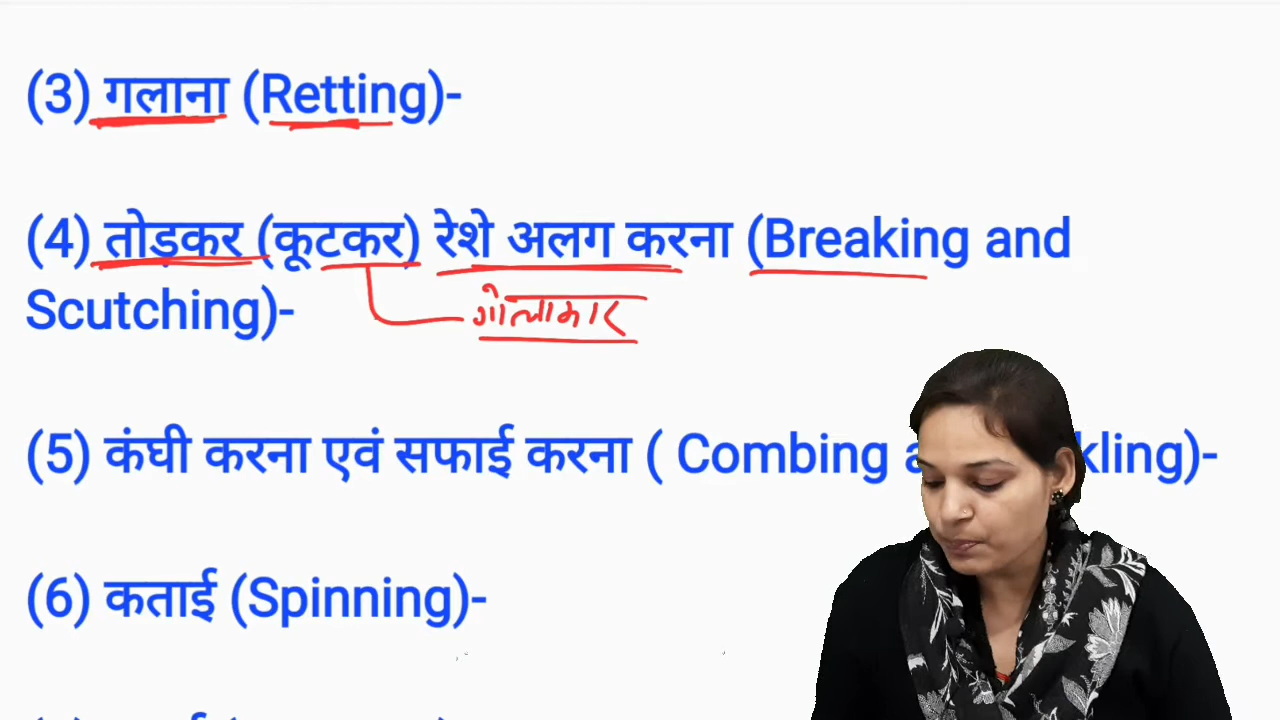 (3) गलाना (Retting)-
(4) तोड़कर (कूटकर) रेशे अलग करना (Breaking and
Scutching)-
गोलाकार
(5) कंघी करना एवं सफाई करना ( Combing
(6) कताई (Spinning)-